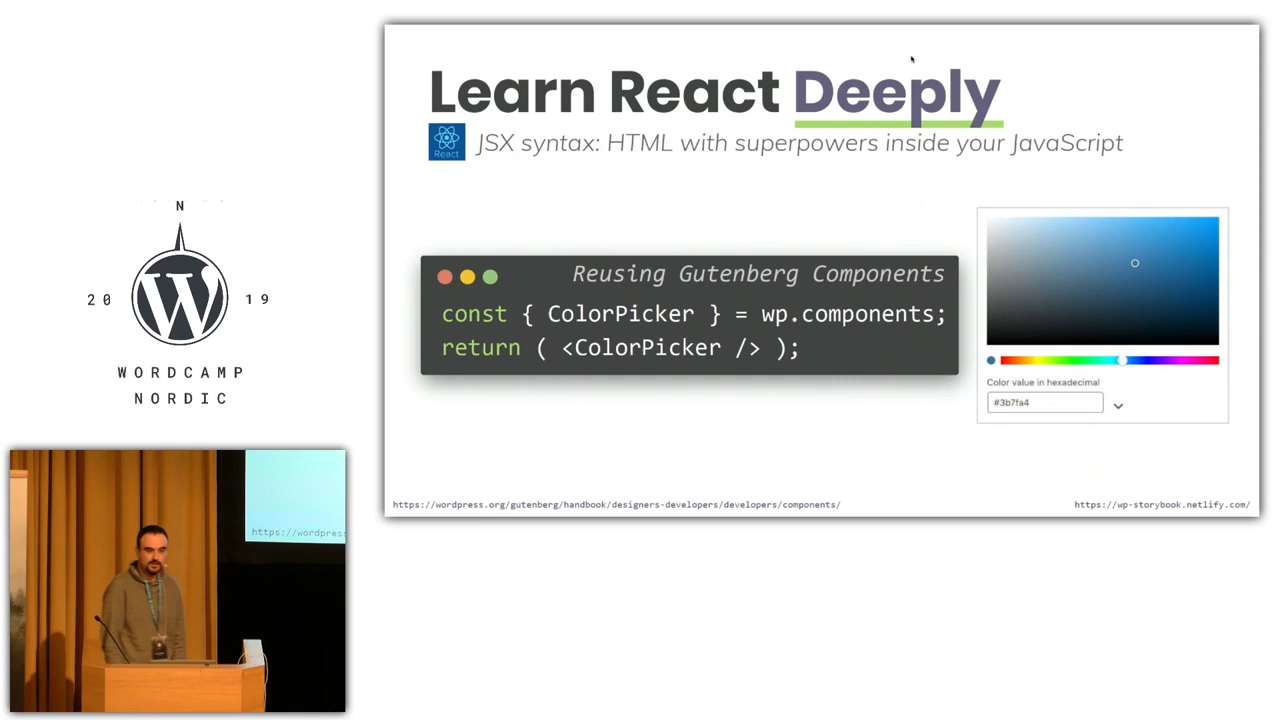 N
20 19
WORDCAMP
NORDIC
Learn React Deeply
React
JSX syntax: HTML with superpowers inside your JavaScript
Reusing Gutenberg Components
const { ColorPicker } = wp.components;
return ( <ColorPicker /> );
Color value in hexadecimal
#3b7fa4
https://wordpress.org/gutenberg/handbook/designers-developers/developers/components/
https://wp-storybook.netlify.com/
https://wordpress